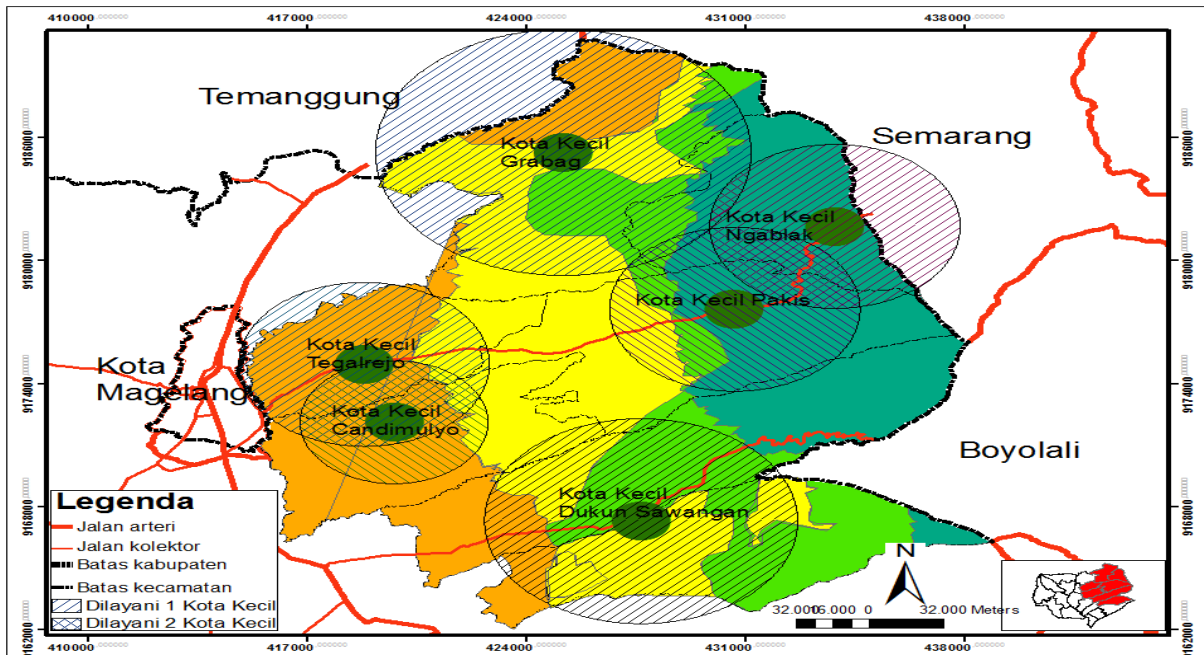 410000 417000 424000 431000 438000
Temanggung
Semarang
Kota Kecil
Grabag
Kota Kecil
Ngablak
Kota Kecil Pakis
Kota Kecil
Tegalrejo
Kota
Magelang
Kota Kecil
Candimulyo
Boyolali
Kota Kecil
Dukun Sawangan
Legenda
Jalan arteri
Jalan kolektor
Batas kabupaten
Batas kecamatan
Dilayani 1 Kota Kecil
Dilayani 2 Kota Kecil
N
32.000 16.000 0 32.000 Meters
9186000
9180000
9174000
9168000
9162000
9186000
9180000
9174000
9168000
9162000
410000 417000 424000 431000 438000